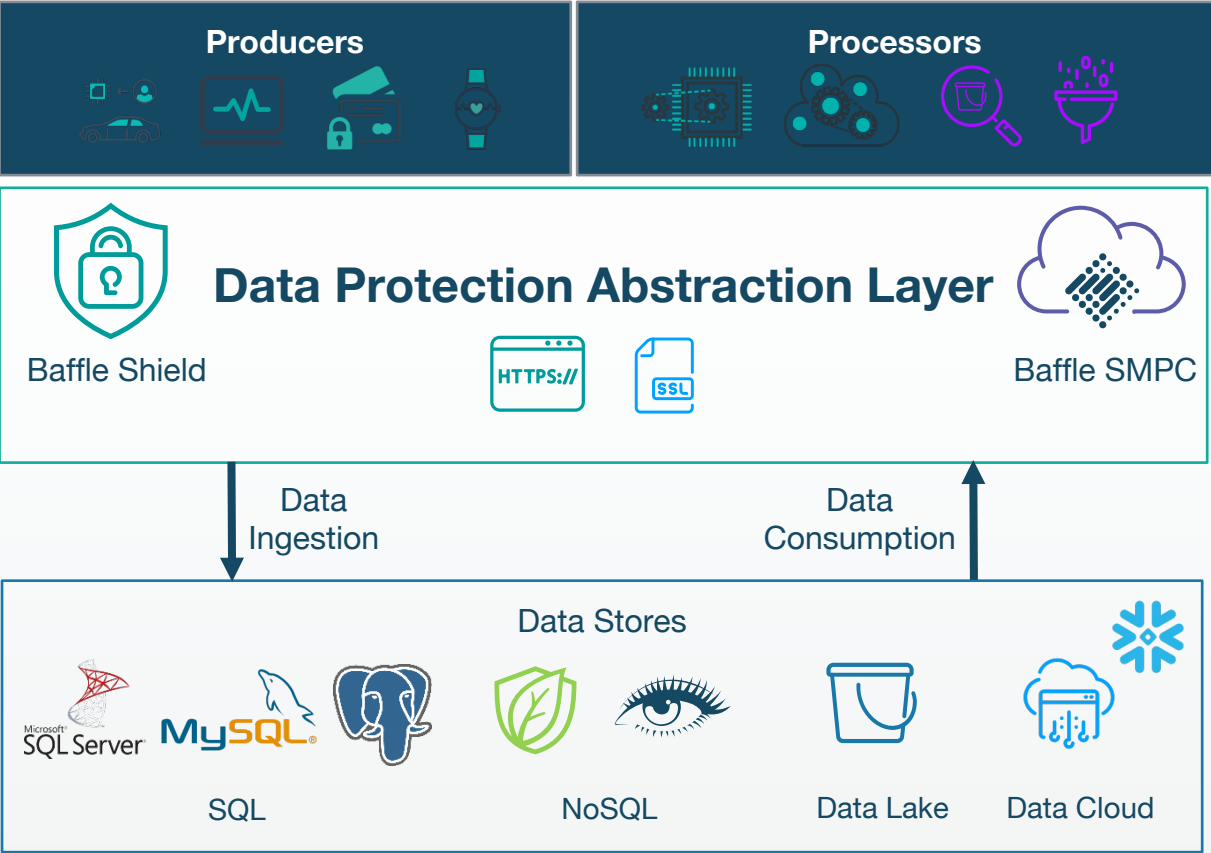 Producers
Processors
Data Protection Abstraction Layer
Baffle Shield
HTTPS://
SSL
Baffle SMPC
Data
Ingestion
Data
Consumption
Data Stores
Microsoft®
SQL Server
MySQL®
SQL
NoSQL
Data Lake
Data Cloud